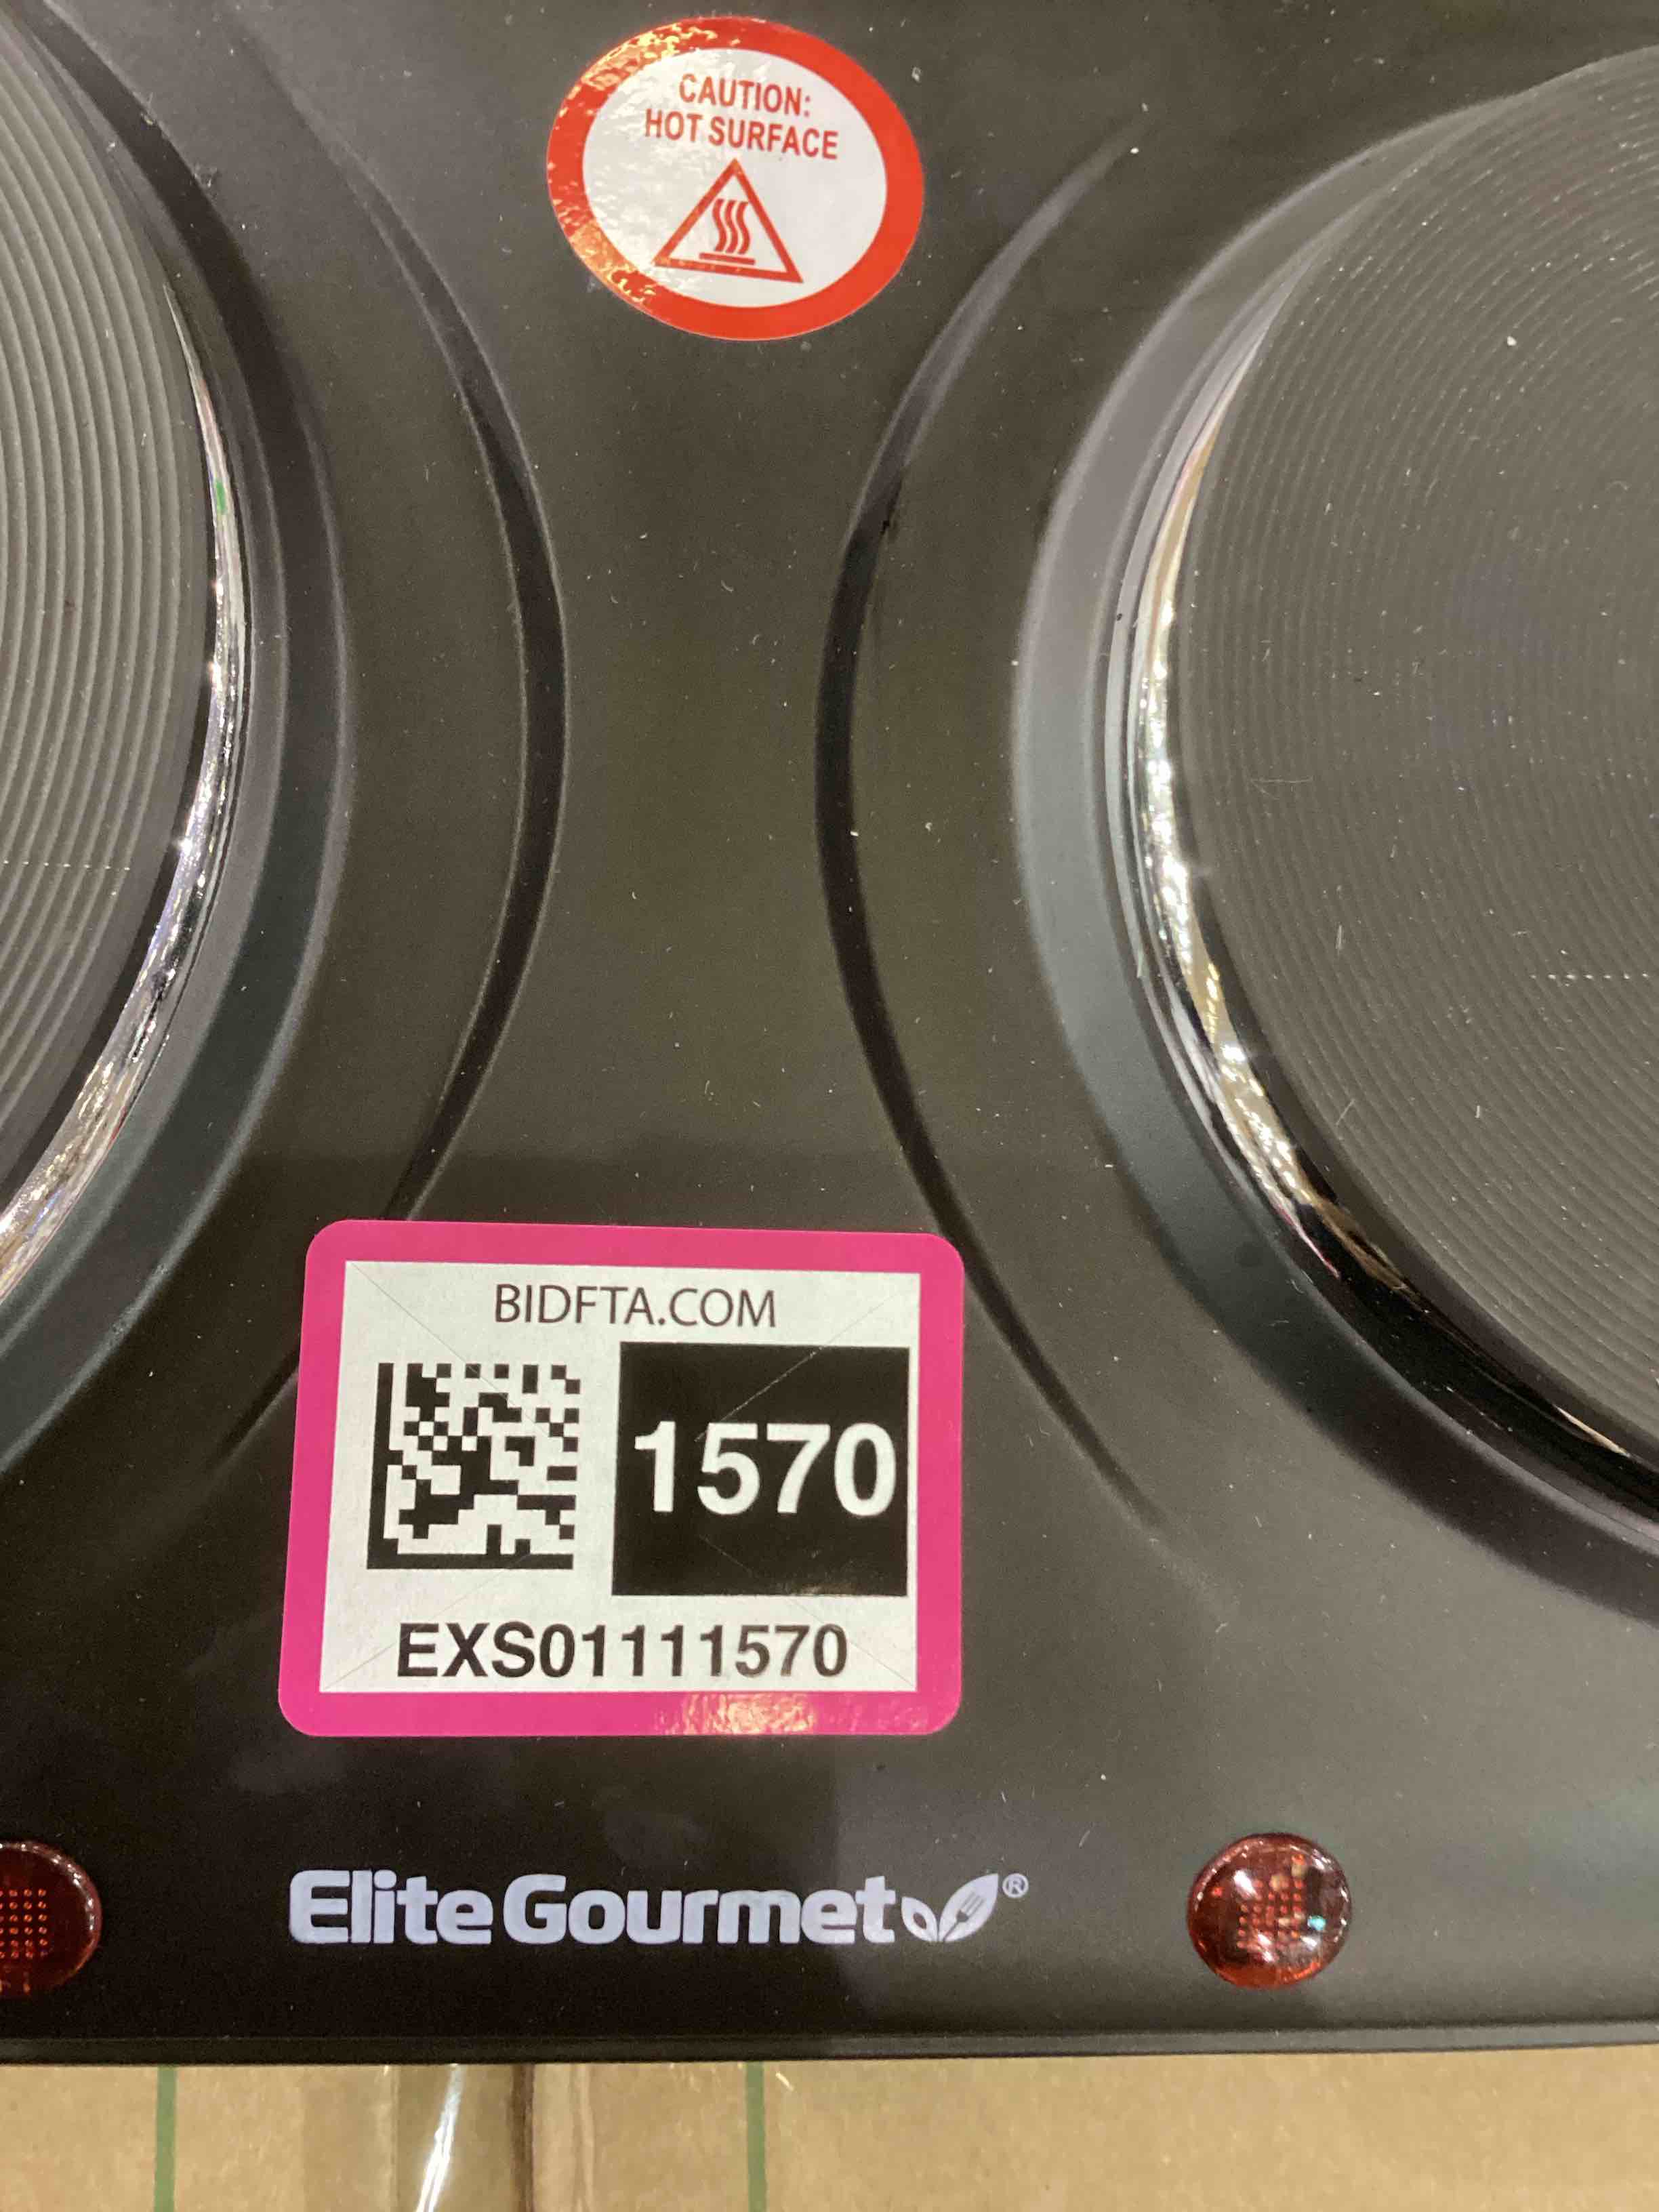 CAUTION:
HOT SURFACE
BIDFTA.COM
1570
EXS01111570
Elite Gourmet®